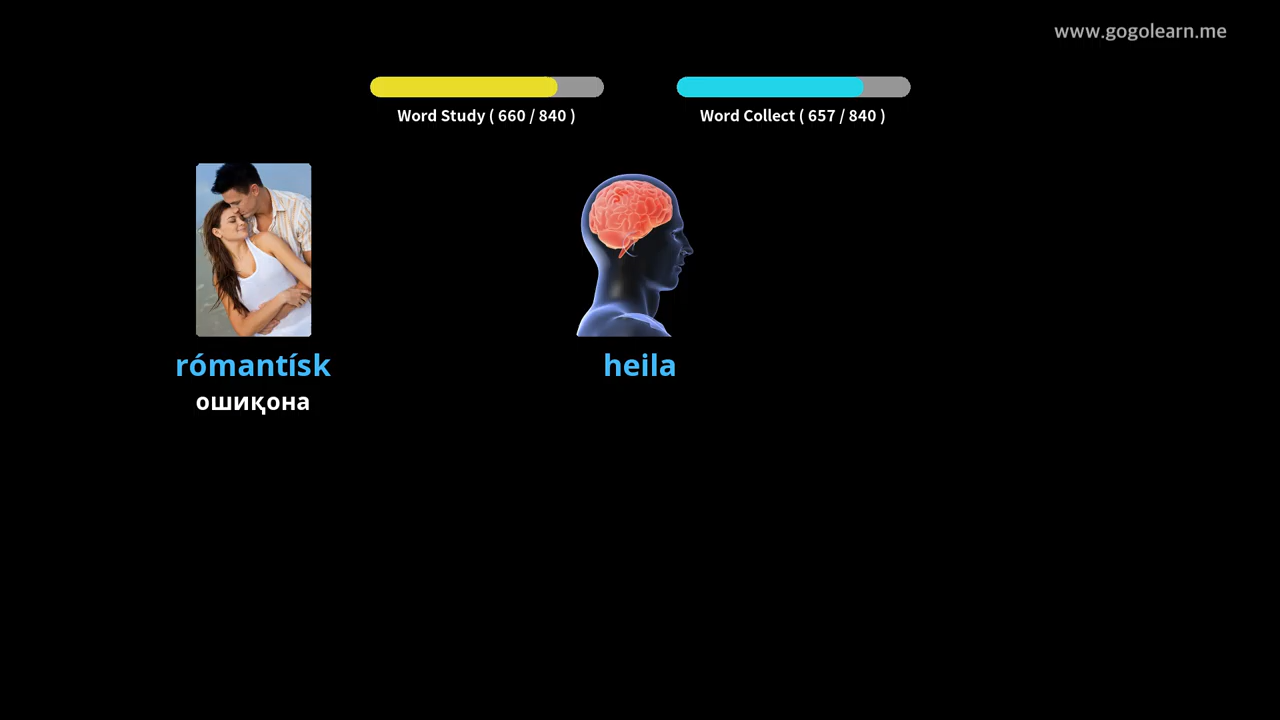 www.gogolearn.me
Word Study ( 660 / 840 )
Word Collect ( 657 / 840 )
rómantísk
ошиқона
heila